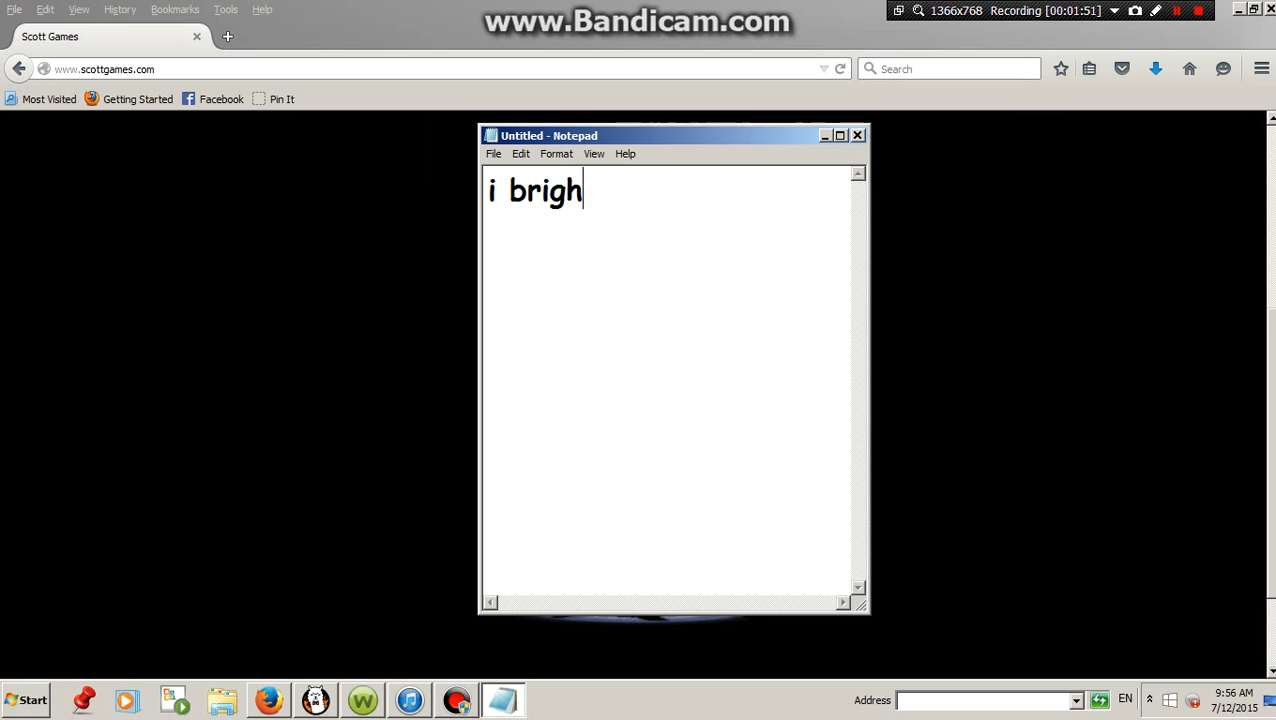 File Edit View History Bookmarks Tools Help
www.Bandicam.com
1366x768 Recording [00:01:51]
Scott Games
www.scottgames.com
Search
Most Visited Getting Started Facebook Pin It
Untitled - Notepad
File Edit Format View Help
i brigh
Start
Address
EN
9:56 AM
7/12/2015